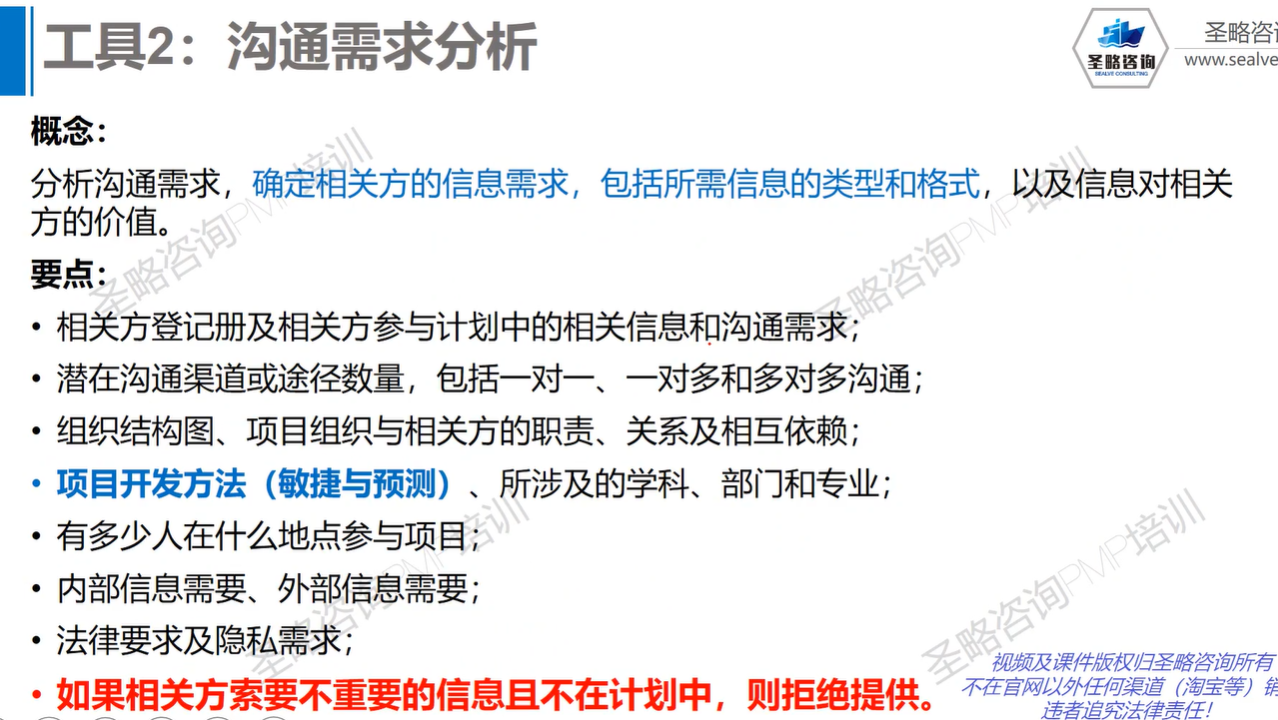 工具2：沟通需求分析
圣略咨询
SEALVE CONSULTING
圣略咨
www.sealve
概念：
分析沟通需求，确定相关方的信息需求，包括所需信息的类型和格式，以及信息对相关
方的价值。
要点：
• 相关方登记册及相关方参与计划中的相关信息和沟通需求；
• 潜在沟通渠道或途径数量，包括一对一、一对多和多对多沟通；
• 组织结构图、项目组织与相关方的职责、关系及相互依赖；
• 项目开发方法（敏捷与预测）、所涉及的学科、部门和专业；
• 有多少人在什么地点参与项目；
• 内部信息需要、外部信息需要；
• 法律要求及隐私需求；
• 如果相关方索要不重要的信息且不在计划中，则拒绝提供。
圣略咨询PMP培训
圣略咨询PMP培训
圣略咨询PMP培训
圣略咨询PMP培训
视频及课件版权归圣略咨询所有
不在官网以外任何渠道（淘宝等）销
违者追究法律责任！